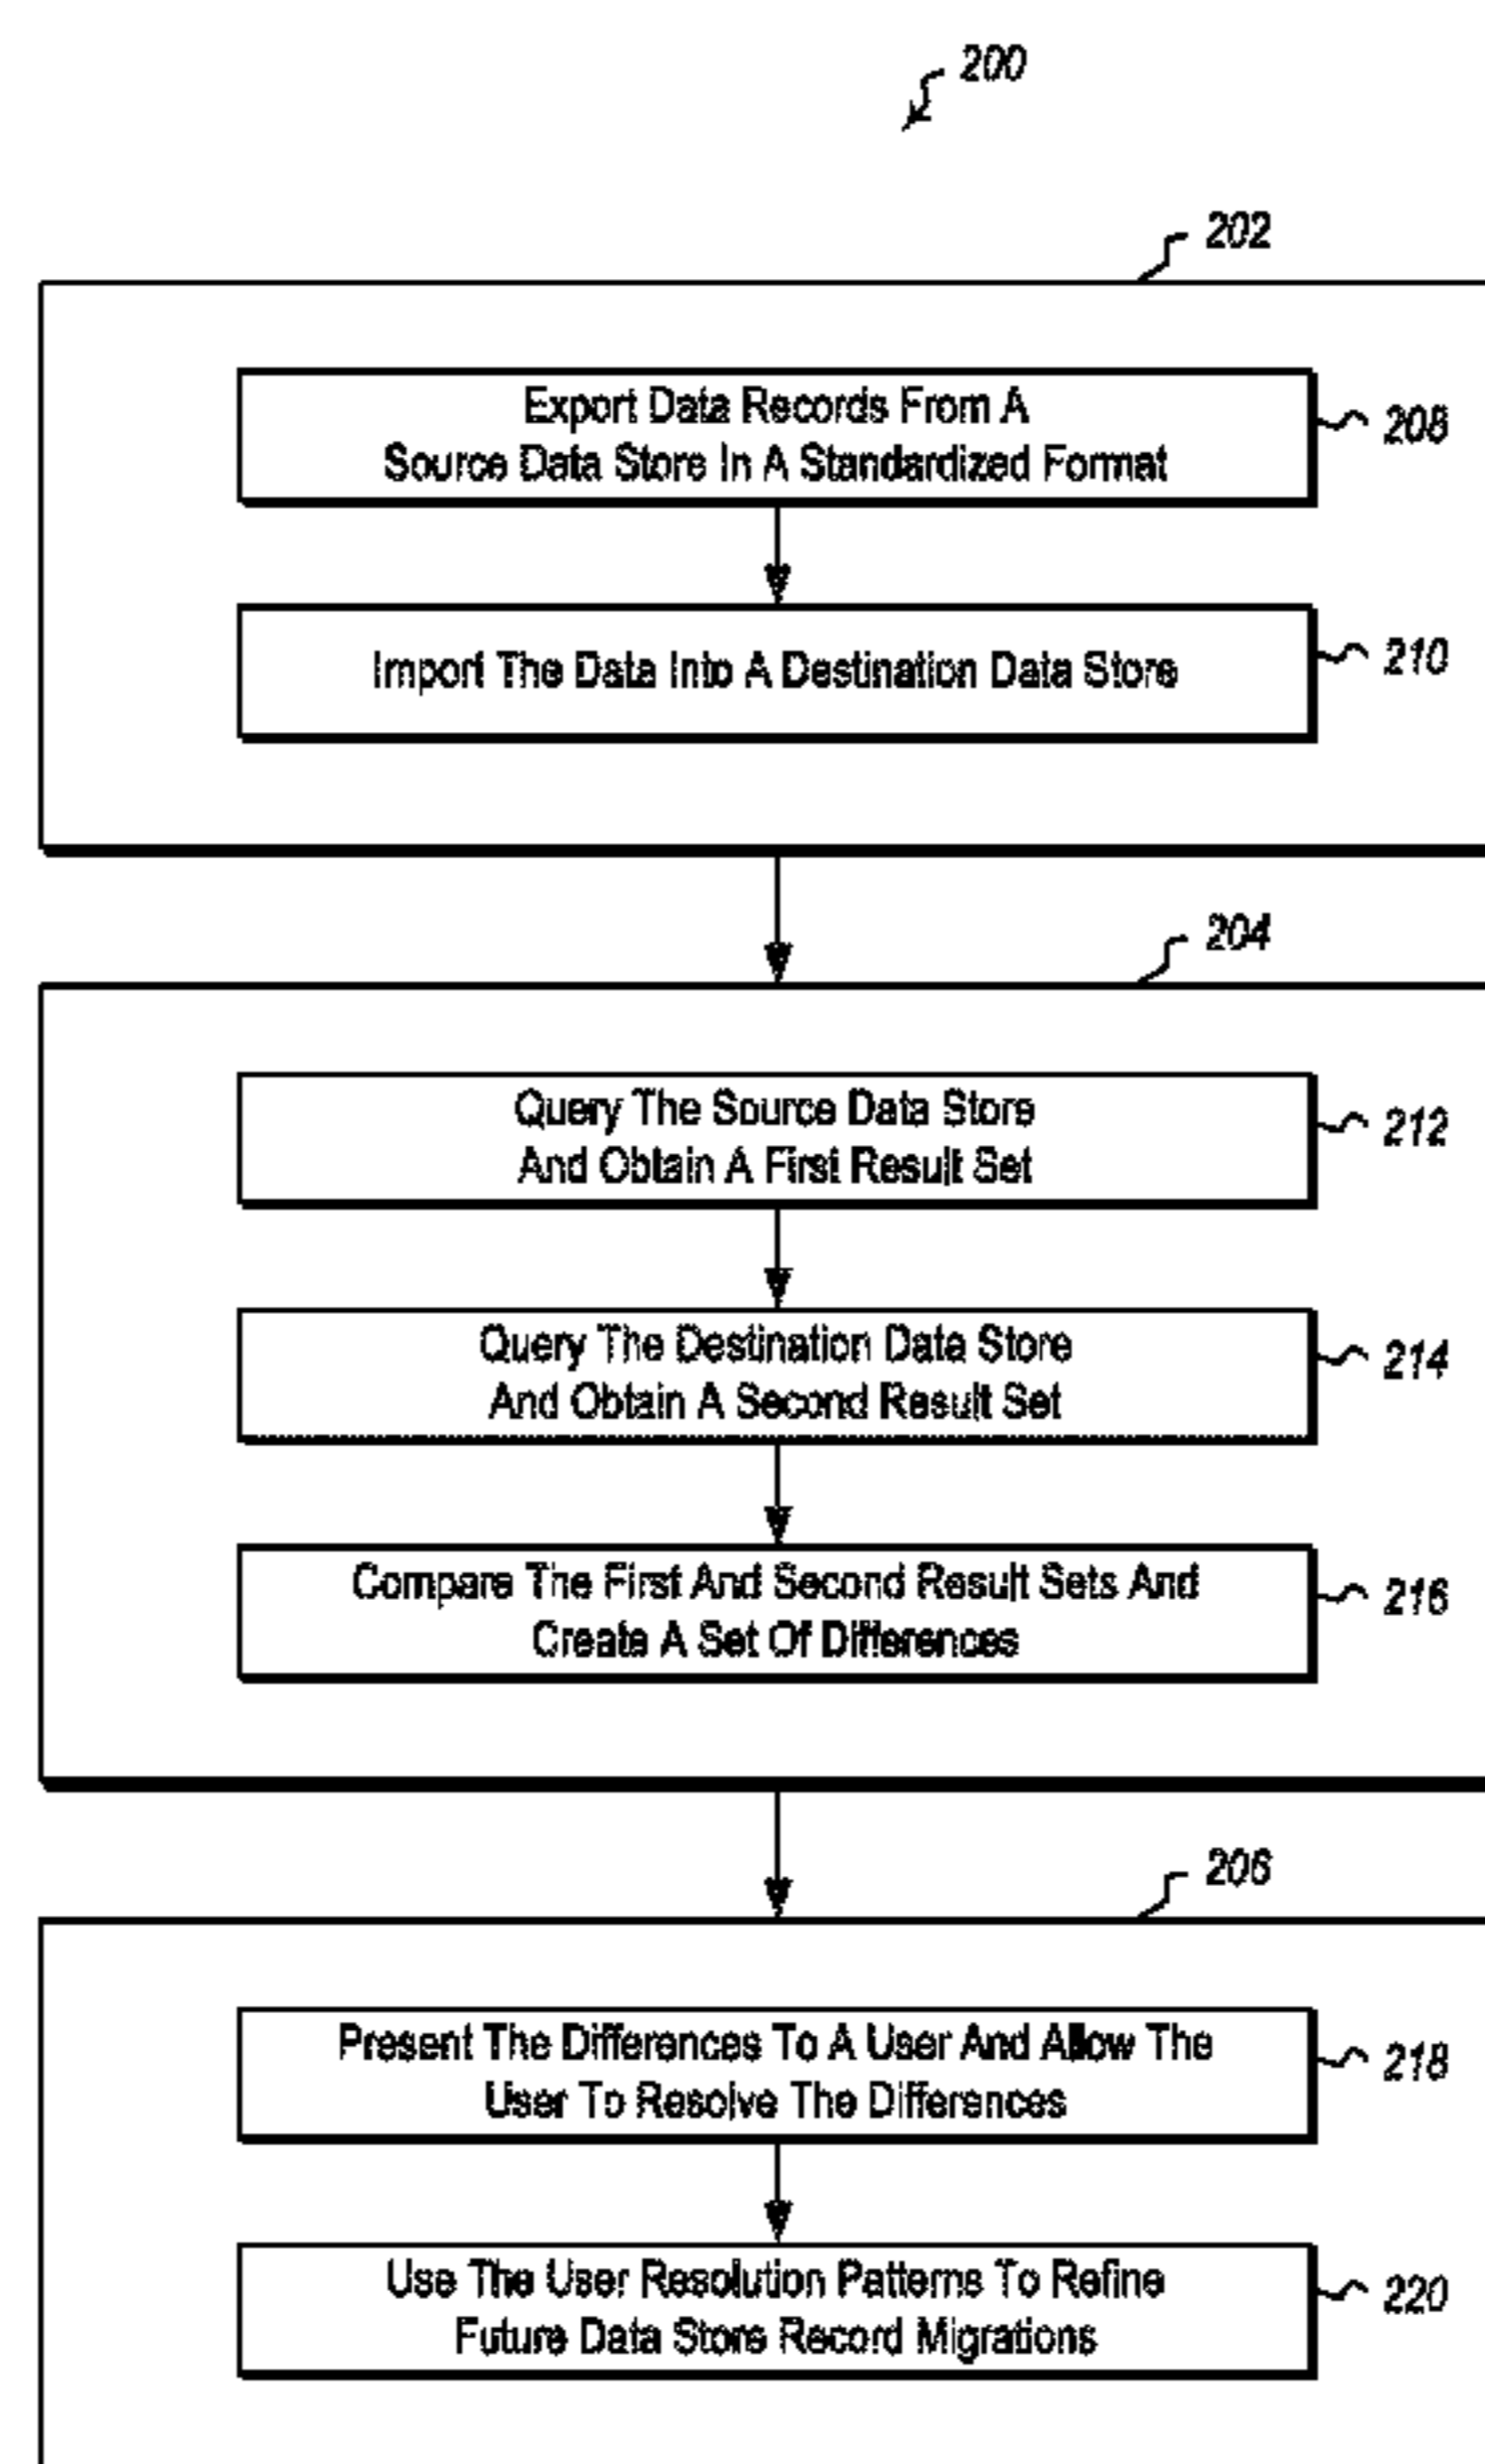 200
202
Export Data Records From A
Source Data Store In A Standardized Format
208
Import The Data Into A Destination Data Store
210
204
Query The Source Data Store
And Obtain A First Result Set
212
Query The Destination Data Store
And Obtain A Second Result Set
214
Compare The First And Second Result Sets And
Create A Set Of Differences
216
206
Present The Differences To A User And Allow The
User To Resolve The Differences
218
Use The User Resolution Patterns To Refine
Future Data Store Record Migrations
220